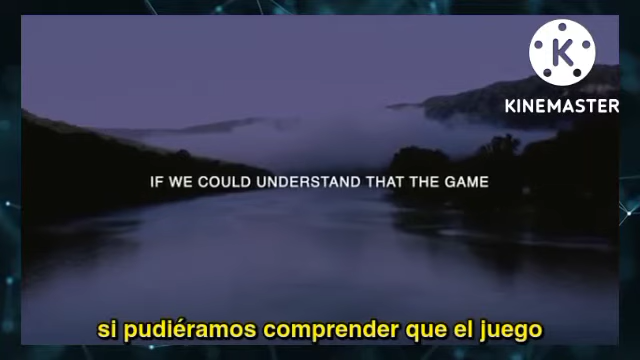 KINEMASTER
IF WE COULD UNDERSTAND THAT THE GAME
si pudiéramos comprender que el juego